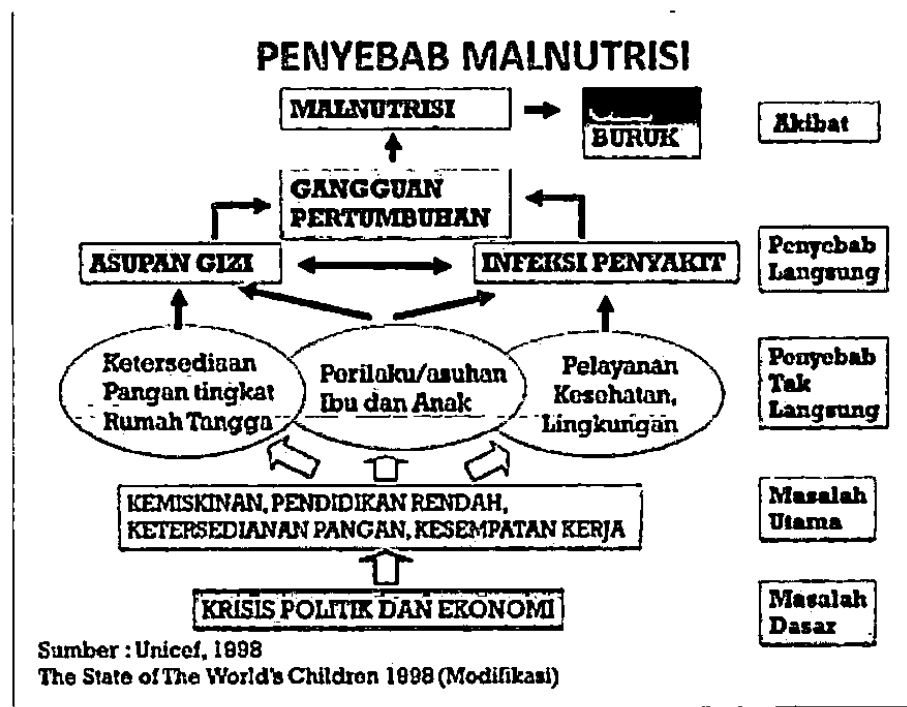 PENYEBAB MALNUTRISI
MALNUTRISI
BURUK
Akibat
GANGGUAN
PERTUMBUHAN
ASUPAN GIZI
INFEKSI PENYAKIT
Penyebab
Langsung
Ketersediaan
Pangan tingkat
Rumah Tangga
Perilaku/asuhan
Ibu dan Anak
Pelayanan
Kesehatan,
Lingkungan
Penyebab
Tak
Langsung
KEMISKINAN, PENDIDIKAN RENDAH,
KETERSEDIANAN PANGAN, KESEMPATAN KERJA
Masalah
Utama
KRISIS POLITIK DAN EKONOMI
Masalah
Dasar
Sumber : Unicef, 1998
The State of The World's Children 1998 (Modifikasi)